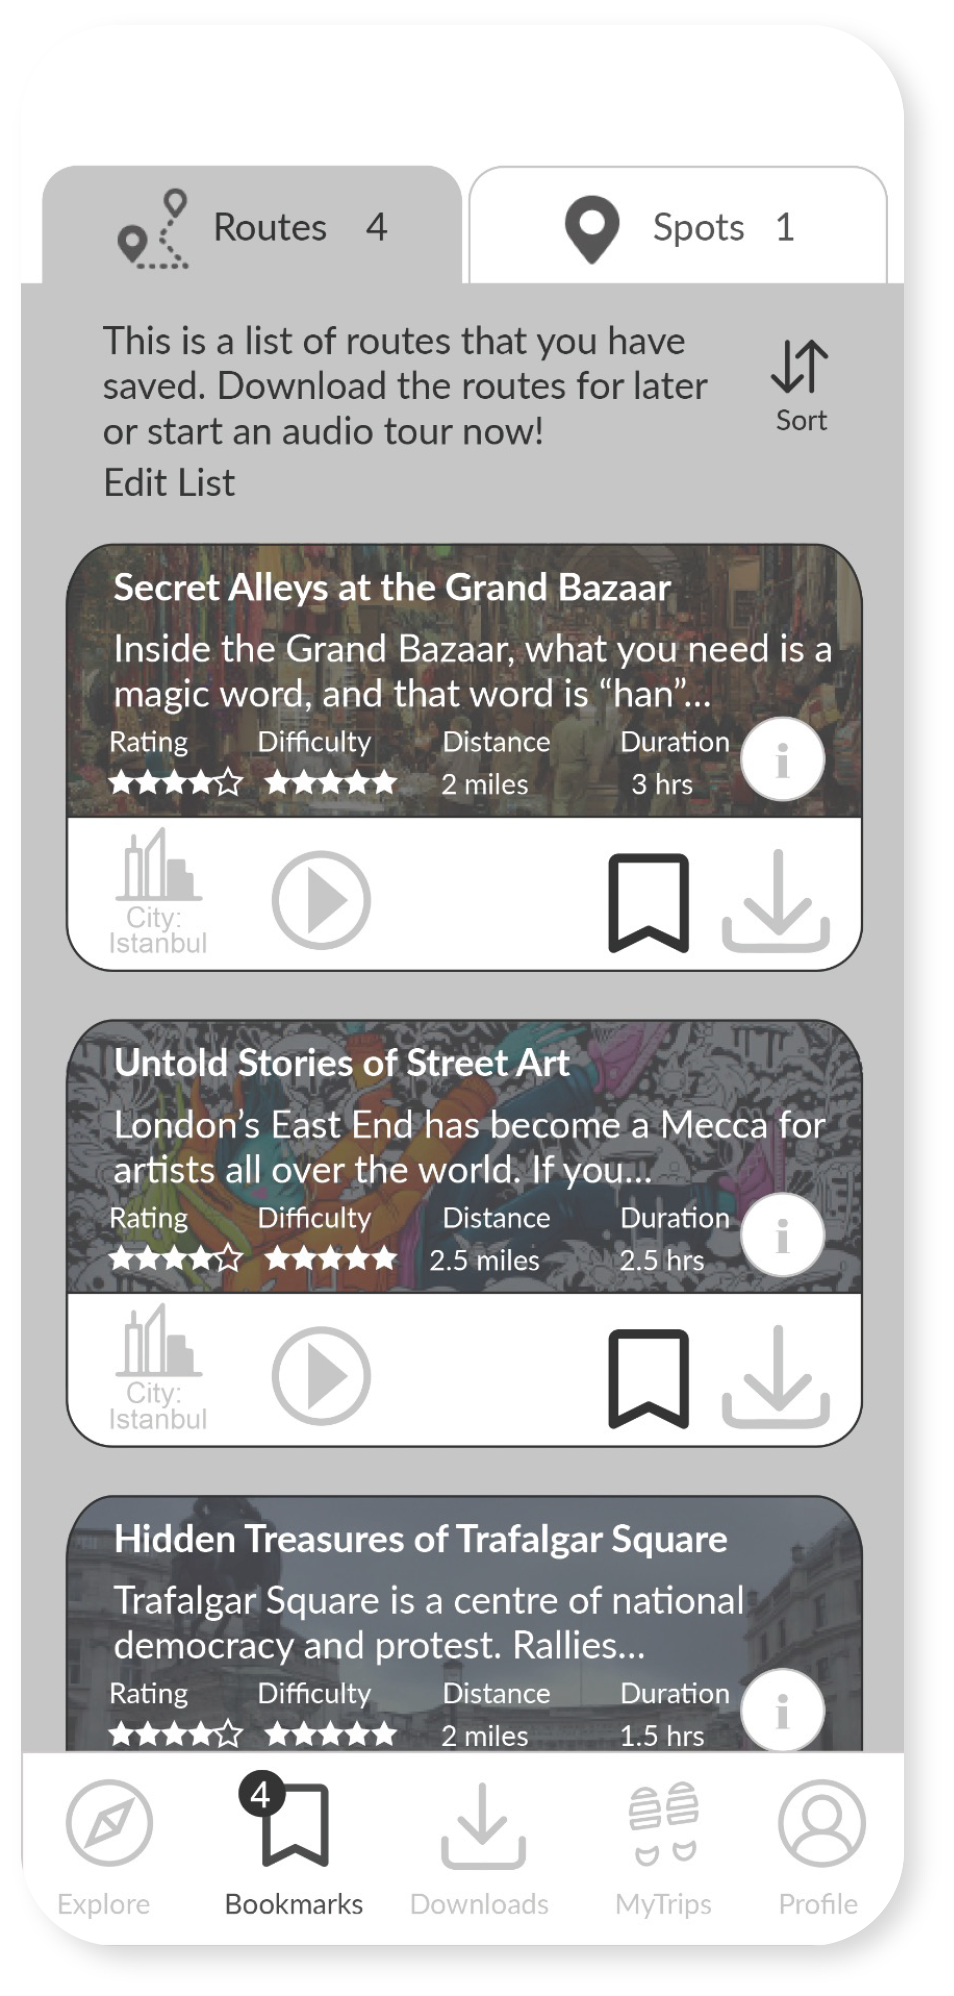 Routes 4
Spots 1
This is a list of routes that you have
saved. Download the routes for later
or start an audio tour now!
Sort
Edit List
Secret Alleys at the Grand Bazaar
Inside the Grand Bazaar, what you need is a
magic word, and that word is “han”...
Rating Difficulty Distance Duration
2 miles 3 hrs
i
City:
Istanbul
Untold Stories of Street Art
London’s East End has become a Mecca for
artists all over the world. If you...
Rating Difficulty Distance Duration
2.5 miles 2.5 hrs
i
City:
Istanbul
Hidden Treasures of Trafalgar Square
Trafalgar Square is a centre of national
democracy and protest. Rallies...
Rating Difficulty Distance Duration
2 miles 1.5 hrs
i
4
Explore Bookmarks Downloads MyTrips Profile